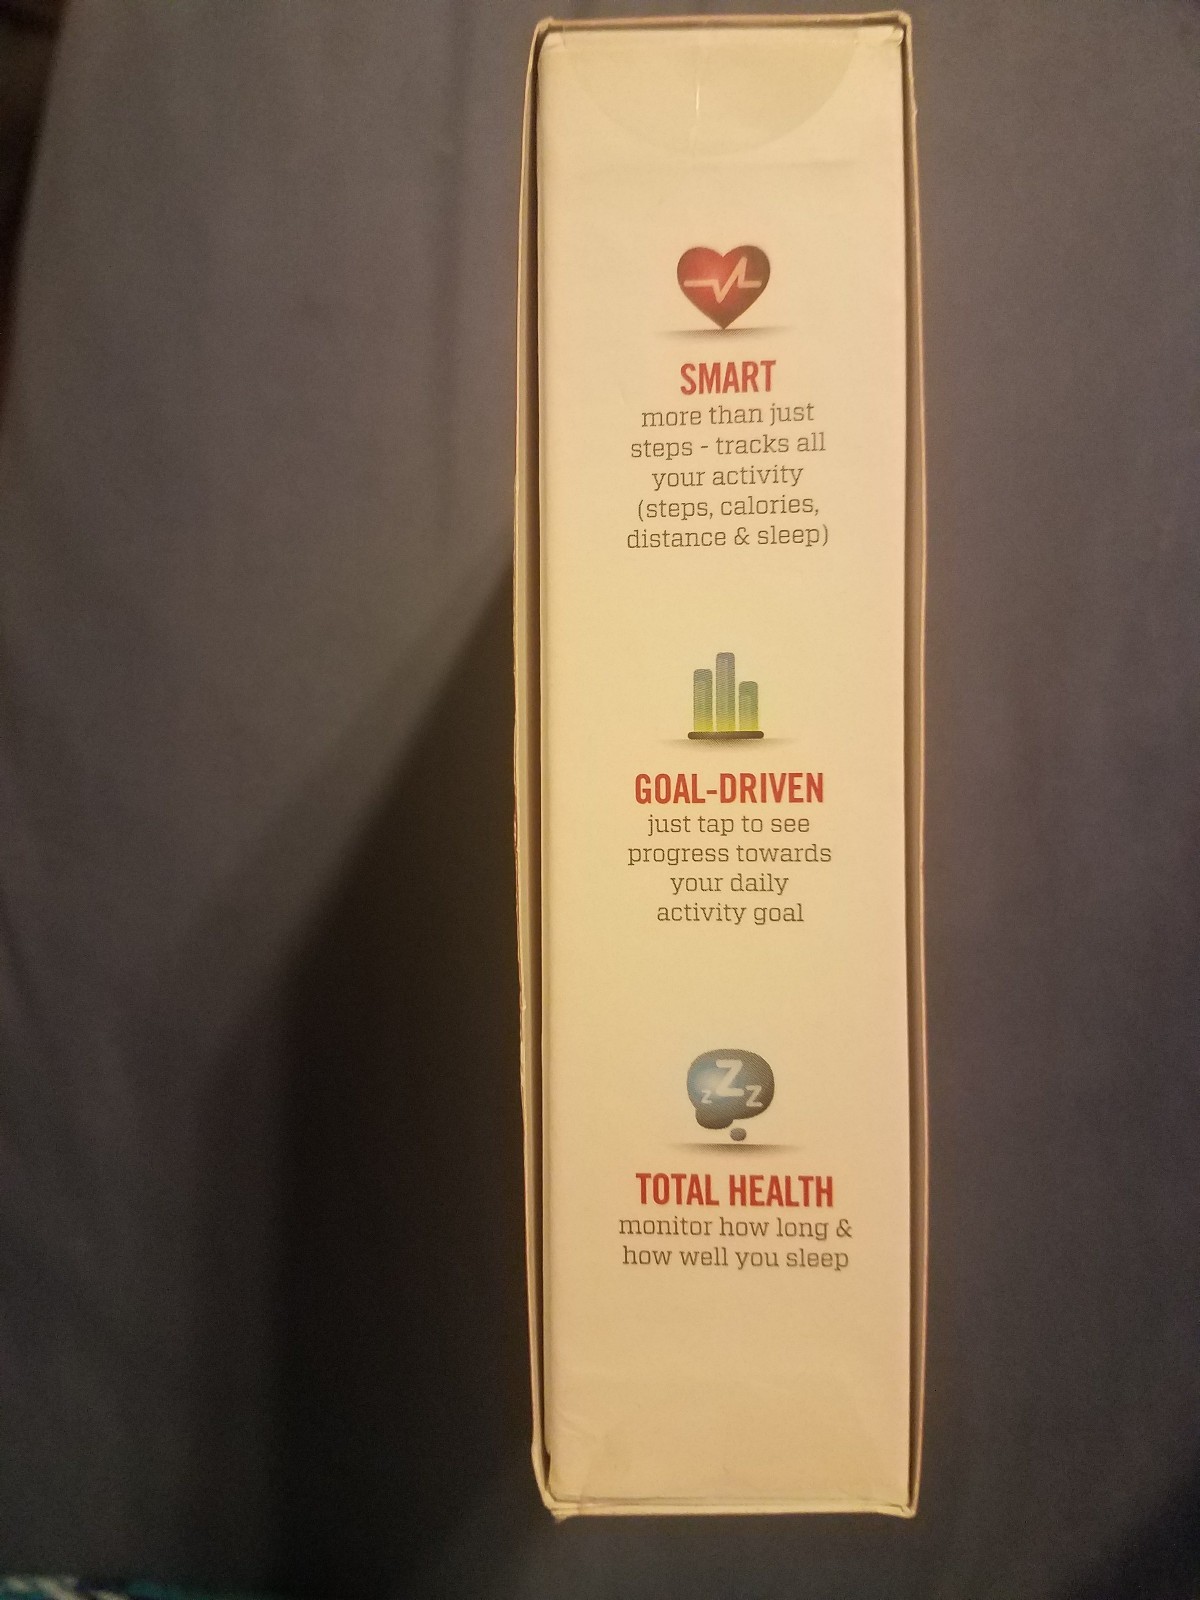 SMART
more than just
steps - tracks all
your activity
(steps, calories,
distance & sleep)
GOAL-DRIVEN
just tap to see
progress towards
your daily
activity goal
z Z z
TOTAL HEALTH
monitor how long &
how well you sleep